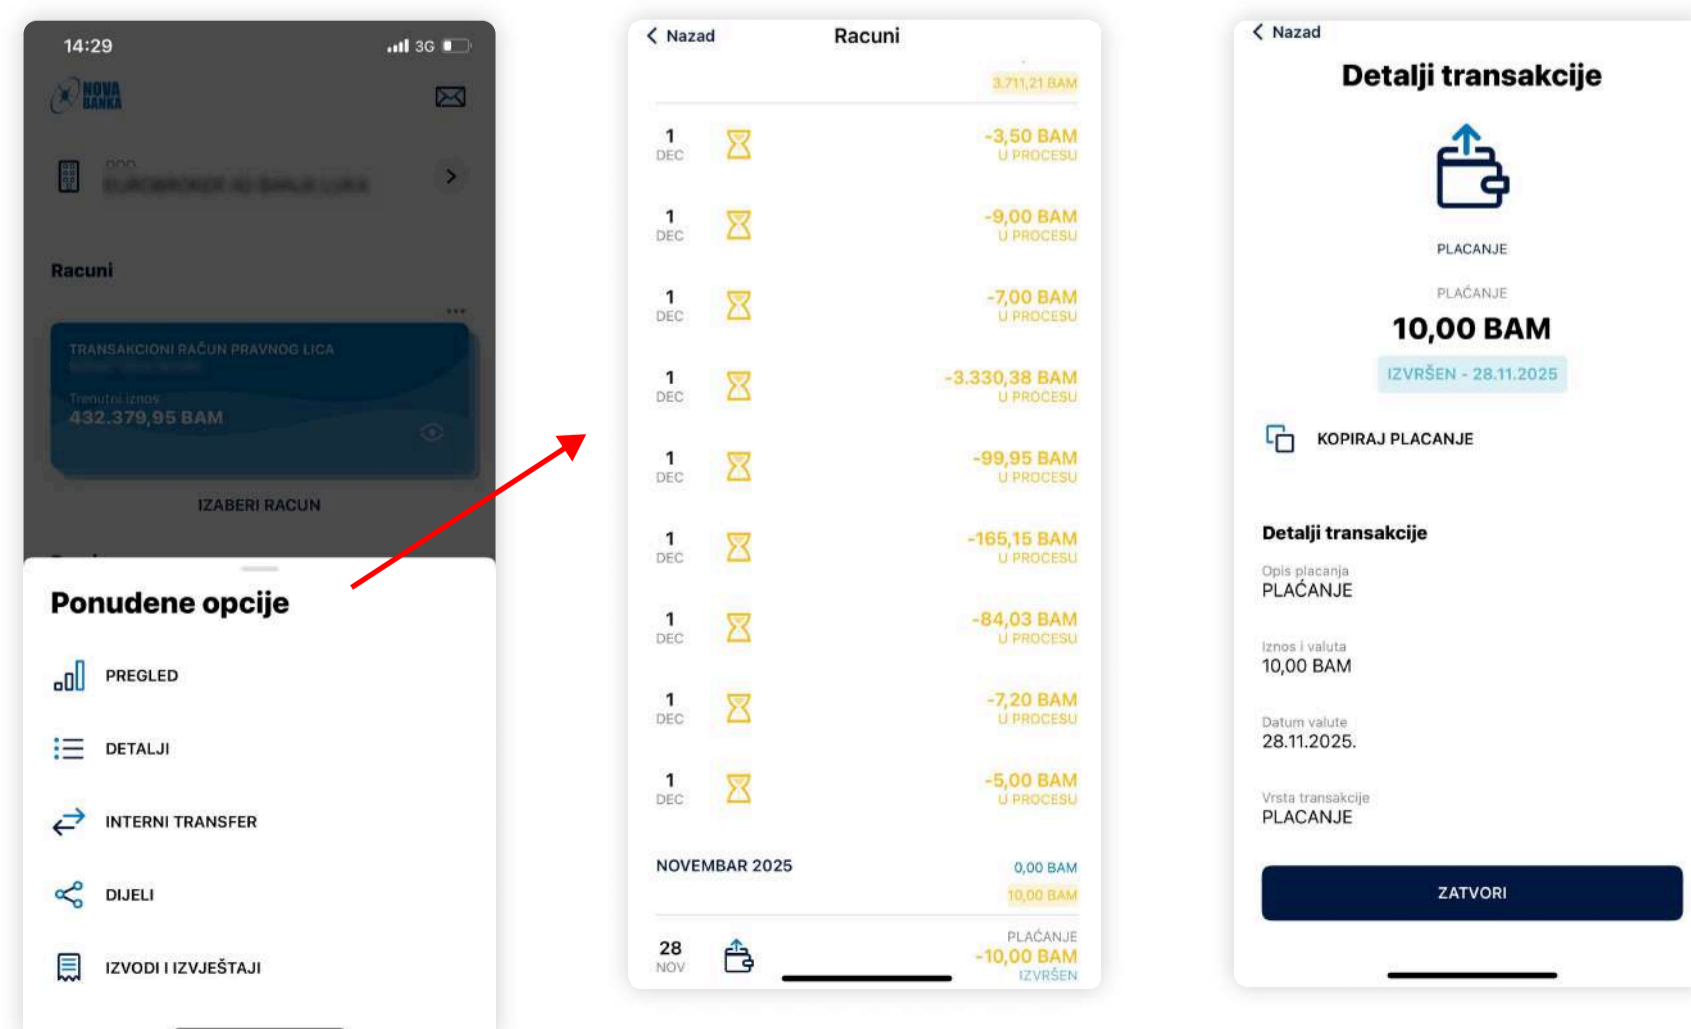 14:29
3G
NOVA
BANKA
Racuni
TRANSAKCIONI RAČUN PRAVNOG LICA
Trenutni iznos
432.379,95 BAM
IZABERI RACUN
Ponudene opcije
PREGLED
DETALJI
INTERNI TRANSFER
DIJELI
IZVODI I IZVJEŠTAJI
Nazad
Racuni
3.711,21 BAM
1
DEC
-3,50 BAM
U PROCESU
1
DEC
-9,00 BAM
U PROCESU
1
DEC
-7,00 BAM
U PROCESU
1
DEC
-3.330,38 BAM
U PROCESU
1
DEC
-99,95 BAM
U PROCESU
1
DEC
-165,15 BAM
U PROCESU
1
DEC
-84,03 BAM
U PROCESU
1
DEC
-7,20 BAM
U PROCESU
1
DEC
-5,00 BAM
U PROCESU
NOVEMBAR 2025
0,00 BAM
10,00 BAM
28
NOV
PLAĆANJE
-10,00 BAM
IZVRŠEN
Nazad
Detalji transakcije
PLACANJE
PLAĆANJE
10,00 BAM
IZVRŠEN - 28.11.2025
KOPIRAJ PLACANJE
Detalji transakcije
Opis placanja
PLAĆANJE
Iznos i valuta
10,00 BAM
Datum valute
28.11.2025.
Vrsta transakcije
PLACANJE
ZATVORI